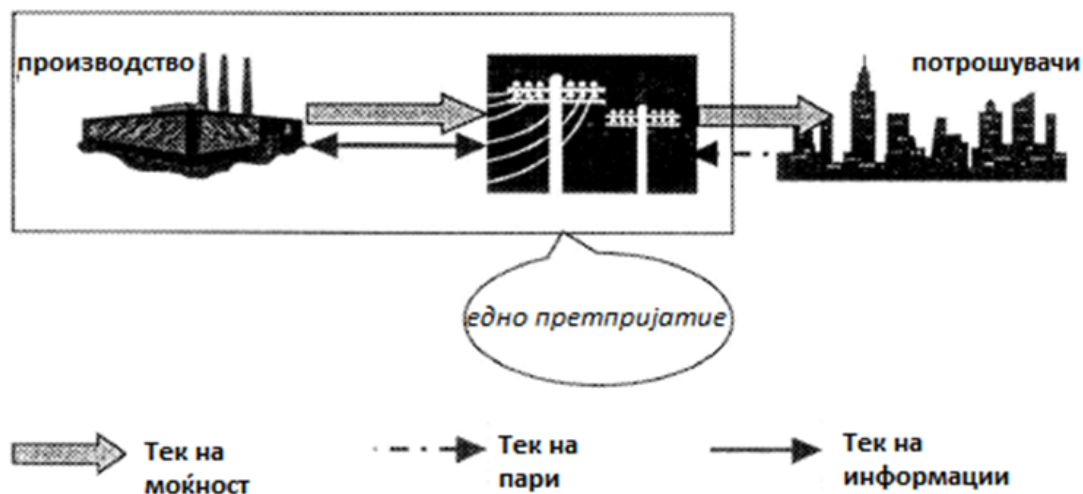 производство
потрошувачи
едно претпријатие
Тек на
моќност
Тек на
пари
Тек на
информации